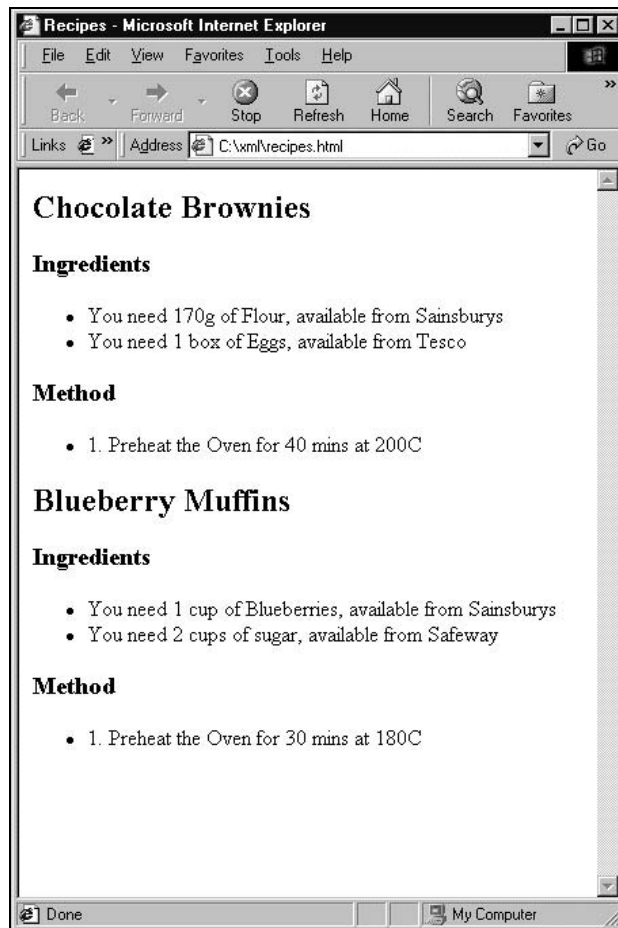 Recipes - Microsoft Internet Explorer
File Edit View Favorites Tools Help
Back Forward Stop Refresh Home Search Favorites »
Links » Address C:\xml\recipes.html Go
Chocolate Brownies
Ingredients
• You need 170g of Flour, available from Sainsburys
• You need 1 box of Eggs, available from Tesco
Method
• 1. Preheat the Oven for 40 mins at 200C
Blueberry Muffins
Ingredients
• You need 1 cup of Blueberries, available from Sainsburys
• You need 2 cups of sugar, available from Safeway
Method
• 1. Preheat the Oven for 30 mins at 180C
Done My Computer